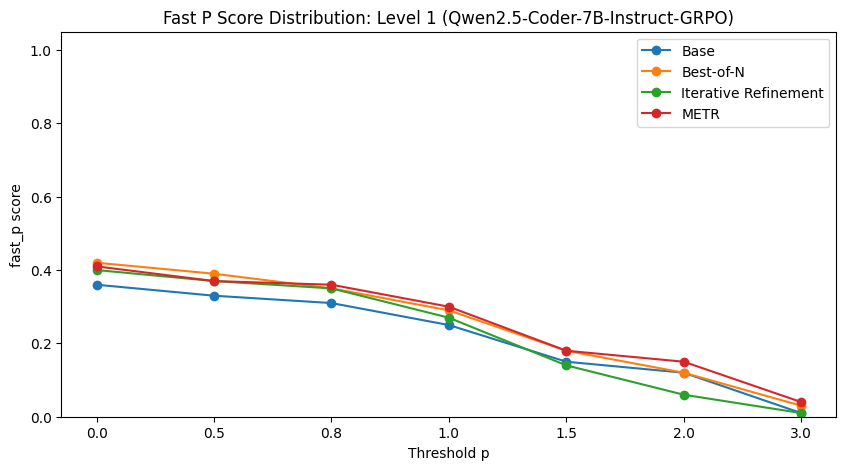 Fast P Score Distribution: Level 1 (Qwen2.5-Coder-7B-Instruct-GRPO)
Base
Best-of-N
Iterative Refinement
METR
fast_p score
1.0
0.8
0.6
0.4
0.2
0.0
0.0 0.5 0.8 1.0 1.5 2.0 3.0
Threshold p